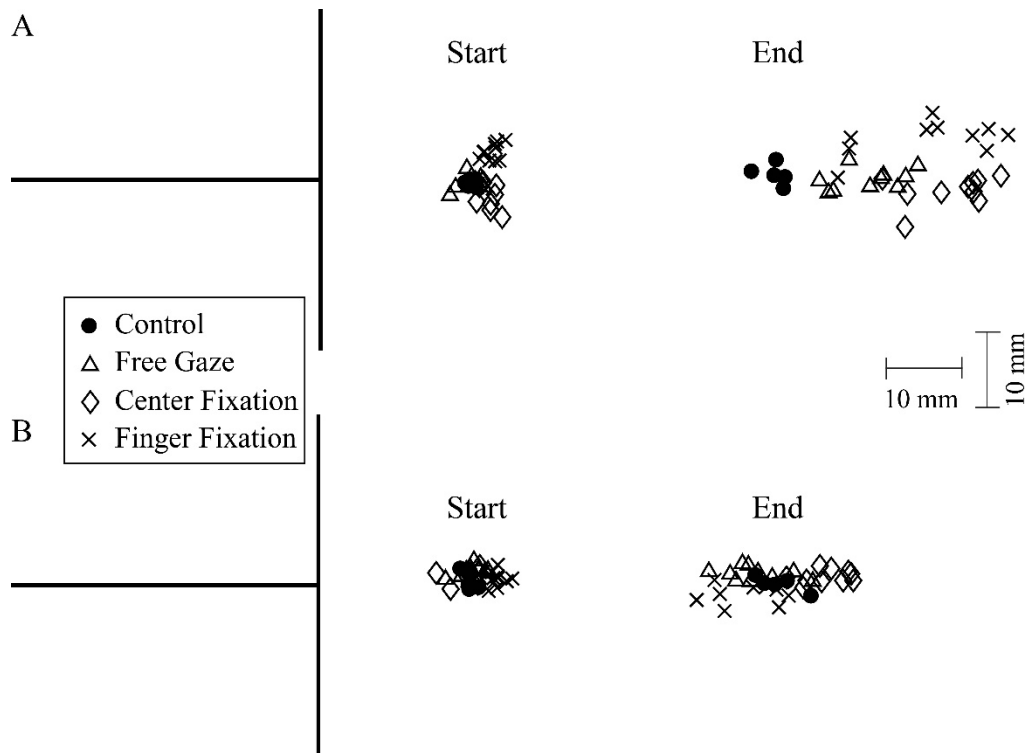 A
Start
End
Control
Free Gaze
Center Fixation
Finger Fixation
10 mm
10 mm
B
Start
End